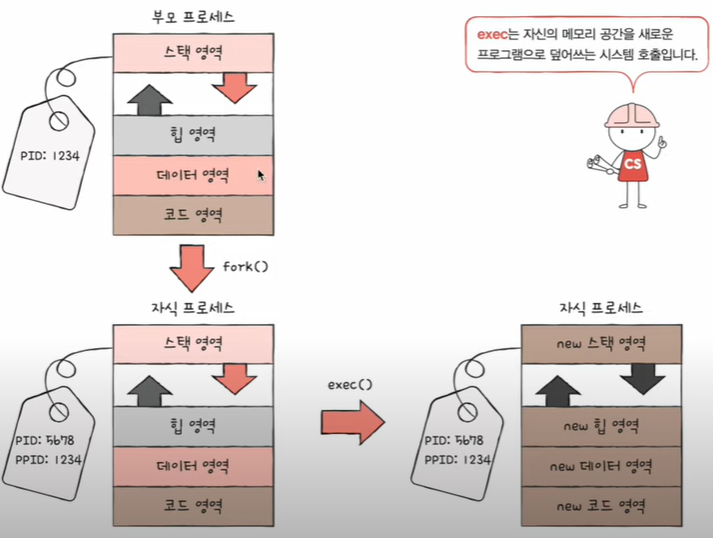 부모 프로세스
스택 영역
힙 영역
데이터 영역
코드 영역
PID: 1234
exec는 자신의 메모리 공간을 새로운
프로그램으로 덮어쓰는 시스템 호출입니다.
CS
fork()
자식 프로세스
스택 영역
힙 영역
데이터 영역
코드 영역
PID: 5678
PPID: 1234
exec()
자식 프로세스
new 스택 영역
new 힙 영역
new 데이터 영역
new 코드 영역
PID: 5678
PPID: 1234